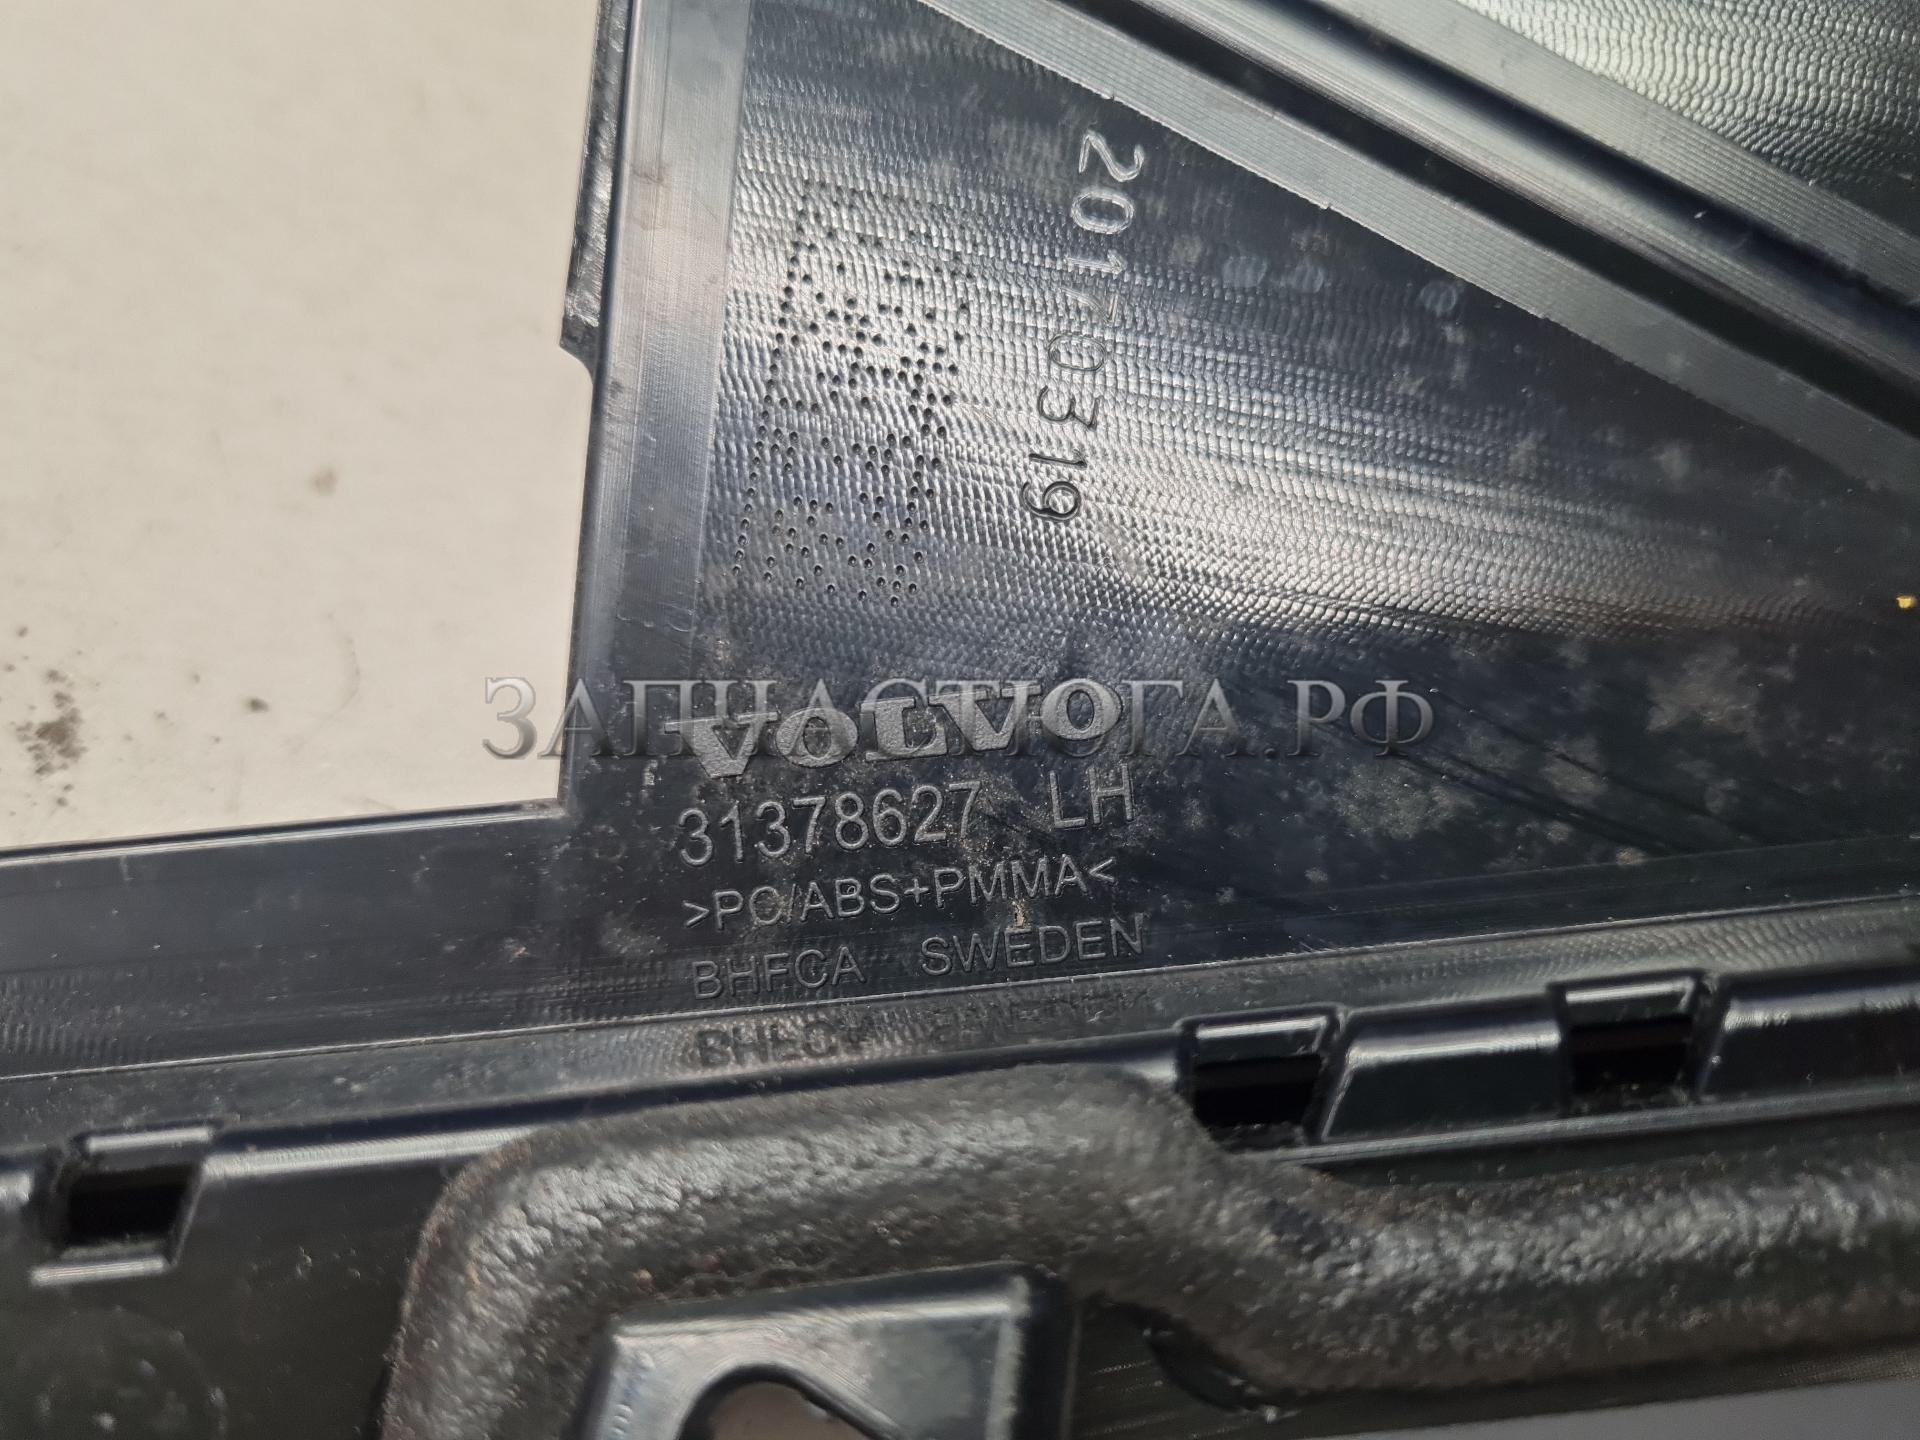 20170319
ЗАПЧАСТЮГА.РФ
VOLVO
31378627 LH
>PC/ABS+PMMA<
BHFCA SWEDEN